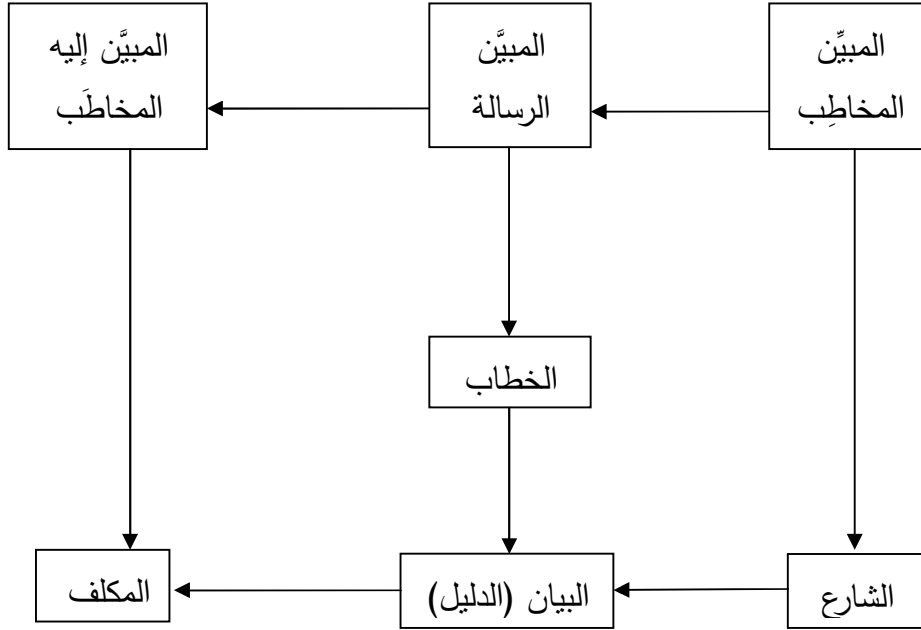 المبيِّن
المخاطِب
المبيَّن
الرسالة
المبيَّن إليه
المخاطَب
الخطاب
الشارع
البيان (الدليل)
المكلف